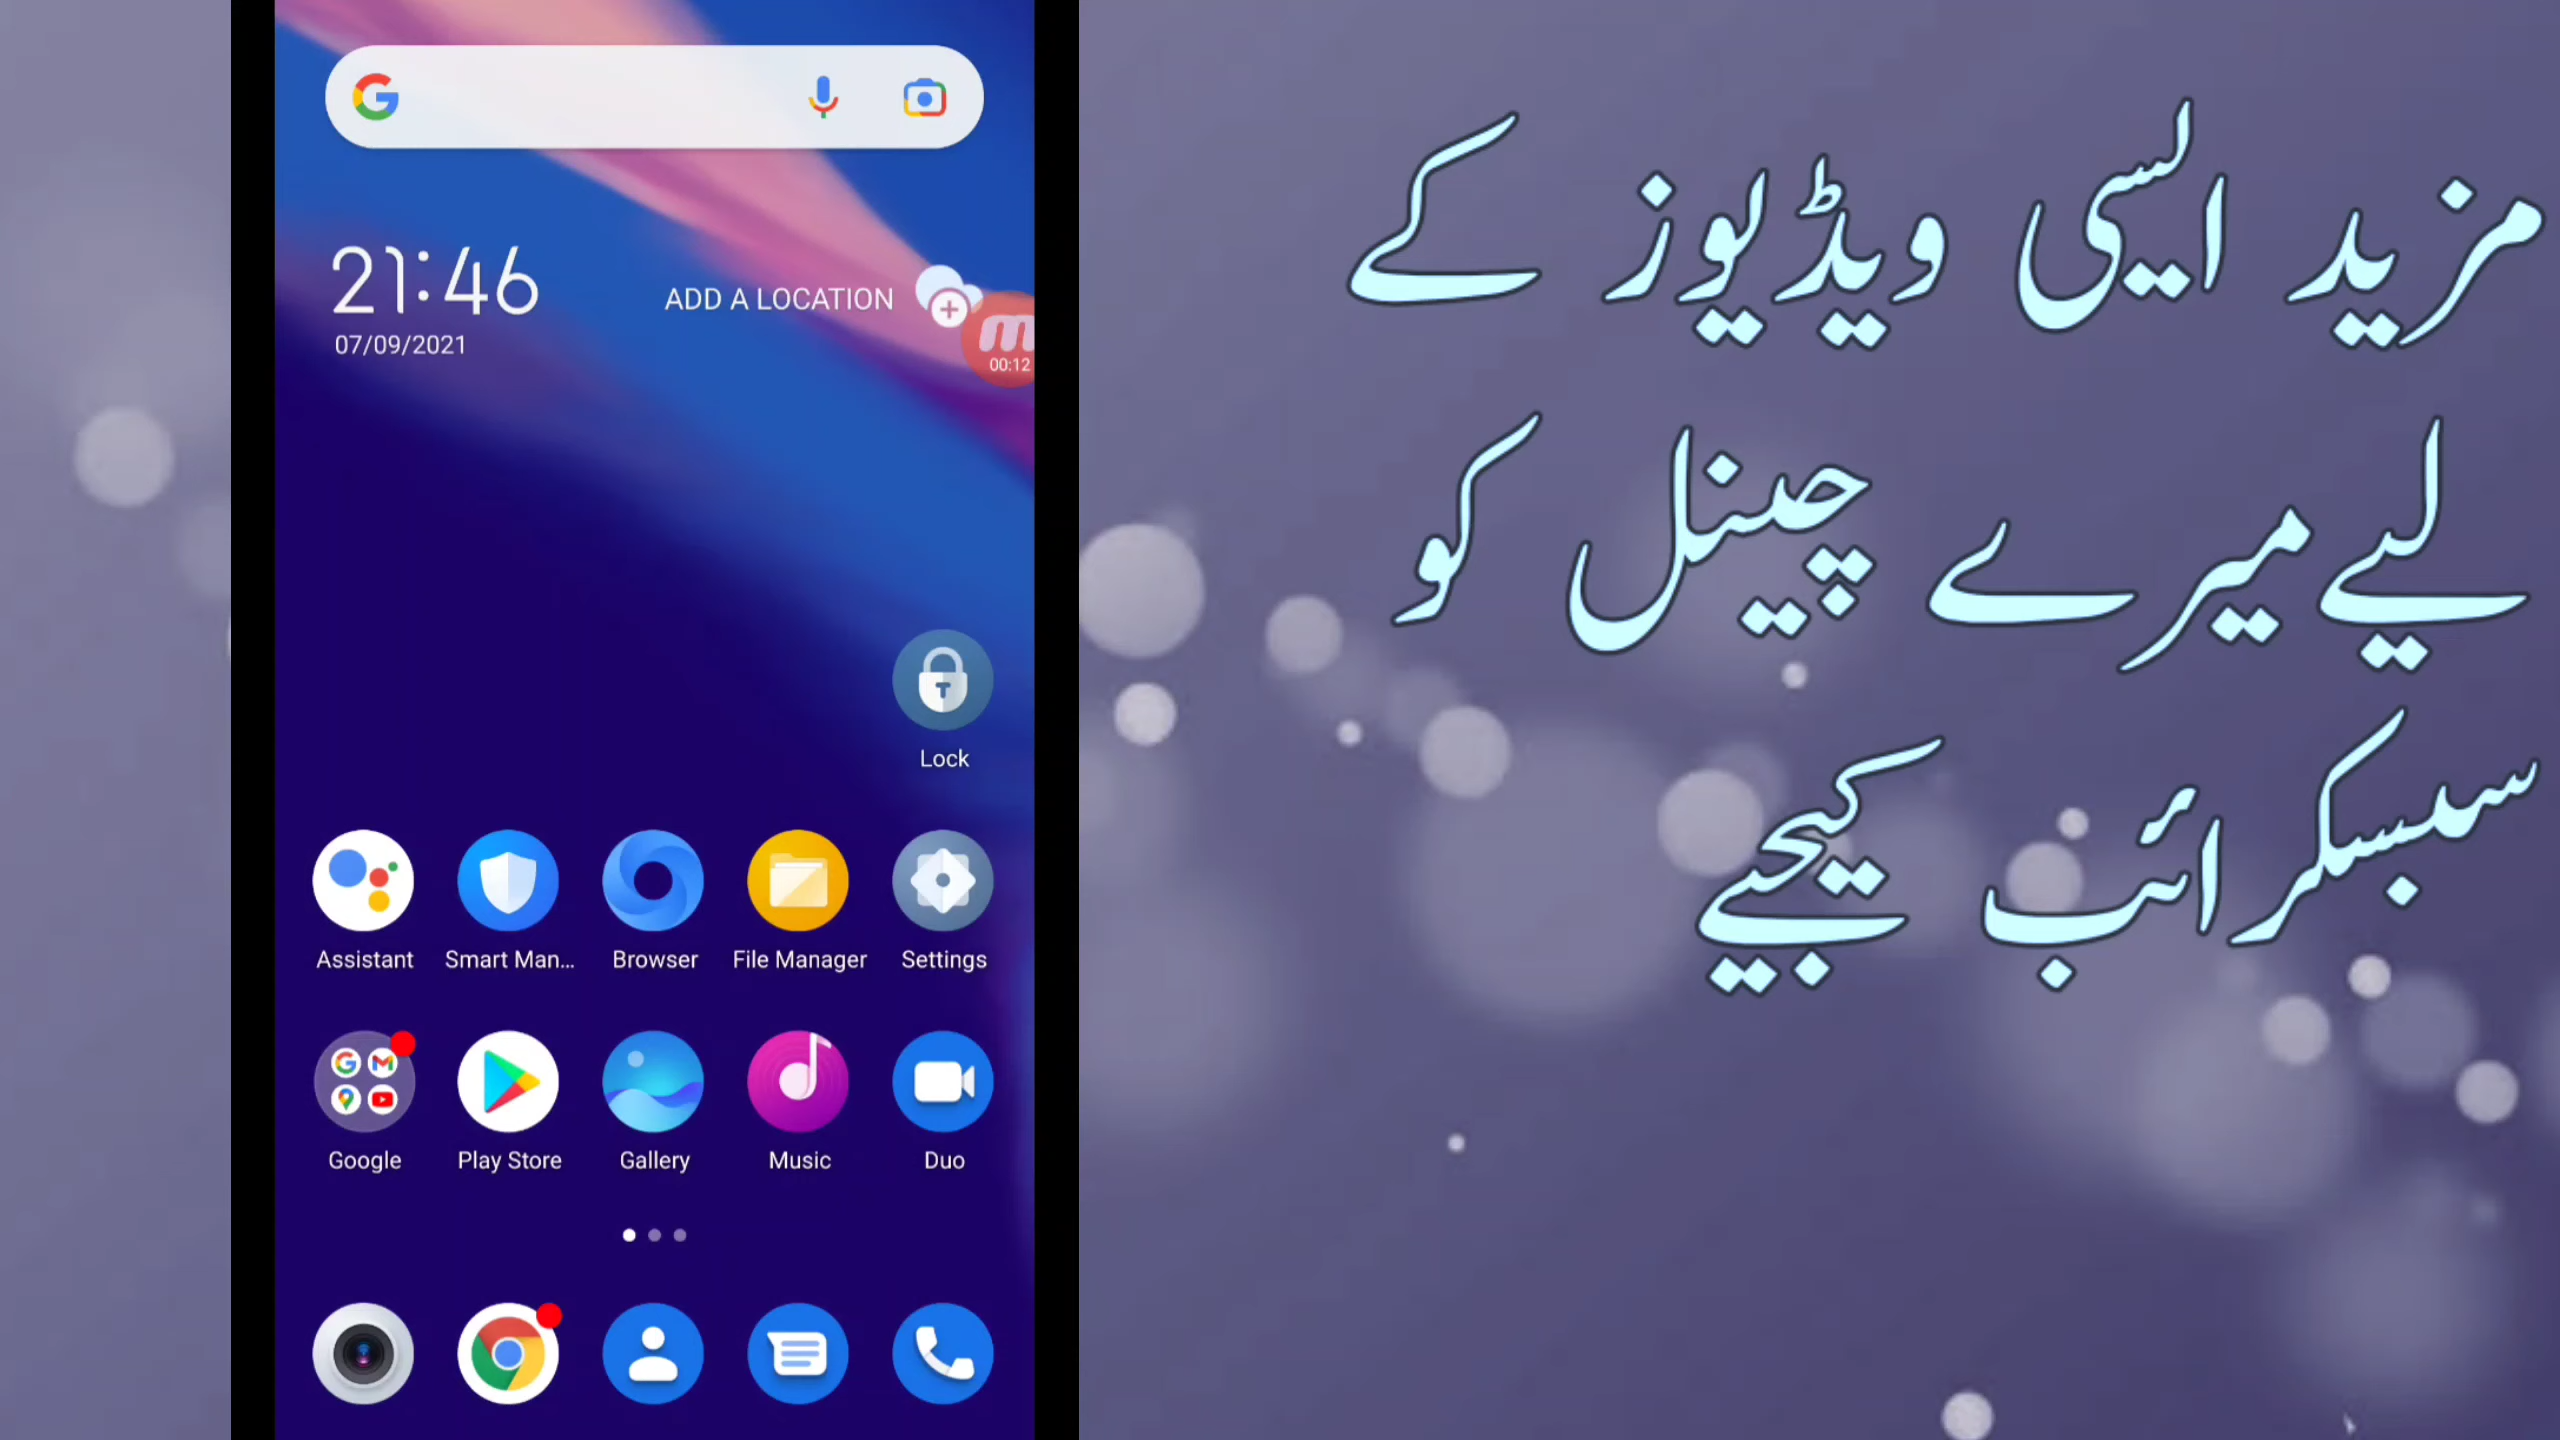 21:46
07/09/2021
ADD A LOCATION
m
00:12
Lock
Assistant
Smart Man...
Browser
File Manager
Settings
Google
Play Store
Gallery
Music
Duo
مزید ایسی ویڈیوز کے
لیے میرے چینل کو
سبسکرائب کیجیے